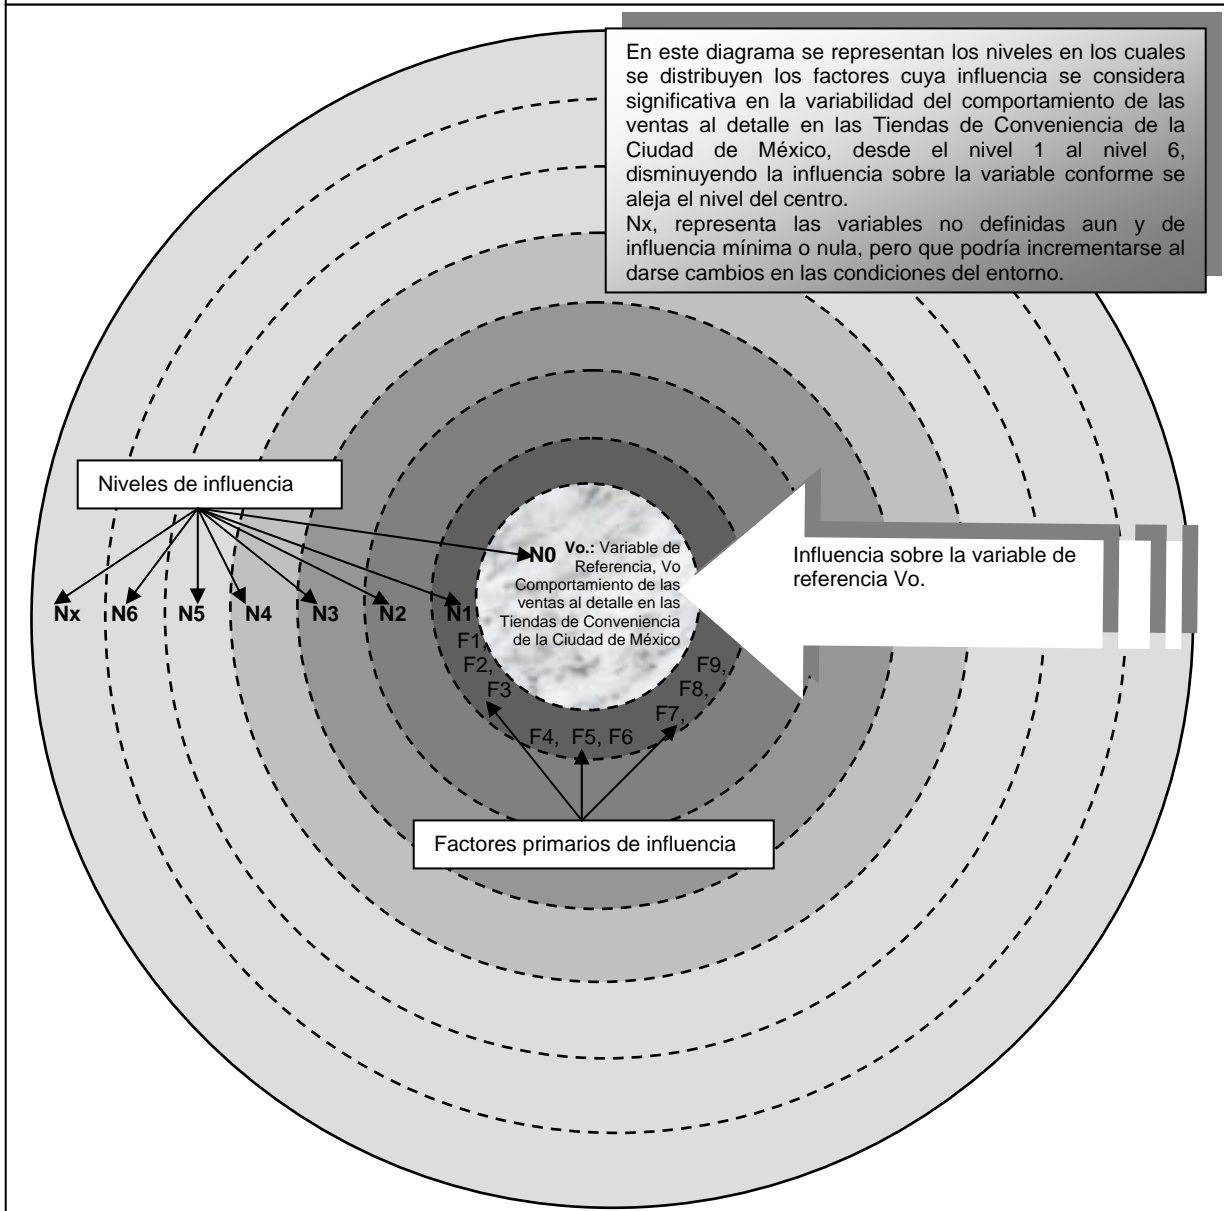 En este diagrama se representan los niveles en los cuales
se distribuyen los factores cuya influencia se considera
significativa en la variabilidad del comportamiento de las
ventas al detalle en las Tiendas de Conveniencia de la
Ciudad de México, desde el nivel 1 al nivel 6,
disminuyendo la influencia sobre la variable conforme se
aleja el nivel del centro.
Nx, representa las variables no definidas aun y de
influencia mínima o nula, pero que podría incrementarse al
darse cambios en las condiciones del entorno.
Niveles de influencia
N0 Vo.: Variable de
Referencia, Vo
Comportamiento de las
ventas al detalle en las
Tiendas de Conveniencia
de la Ciudad de México
Influencia sobre la variable de
referencia Vo.
Nx N6 N5 N4 N3 N2 N1
F1,
F2,
F3
F4, F5, F6
F7,
F8,
F9,
Factores primarios de influencia